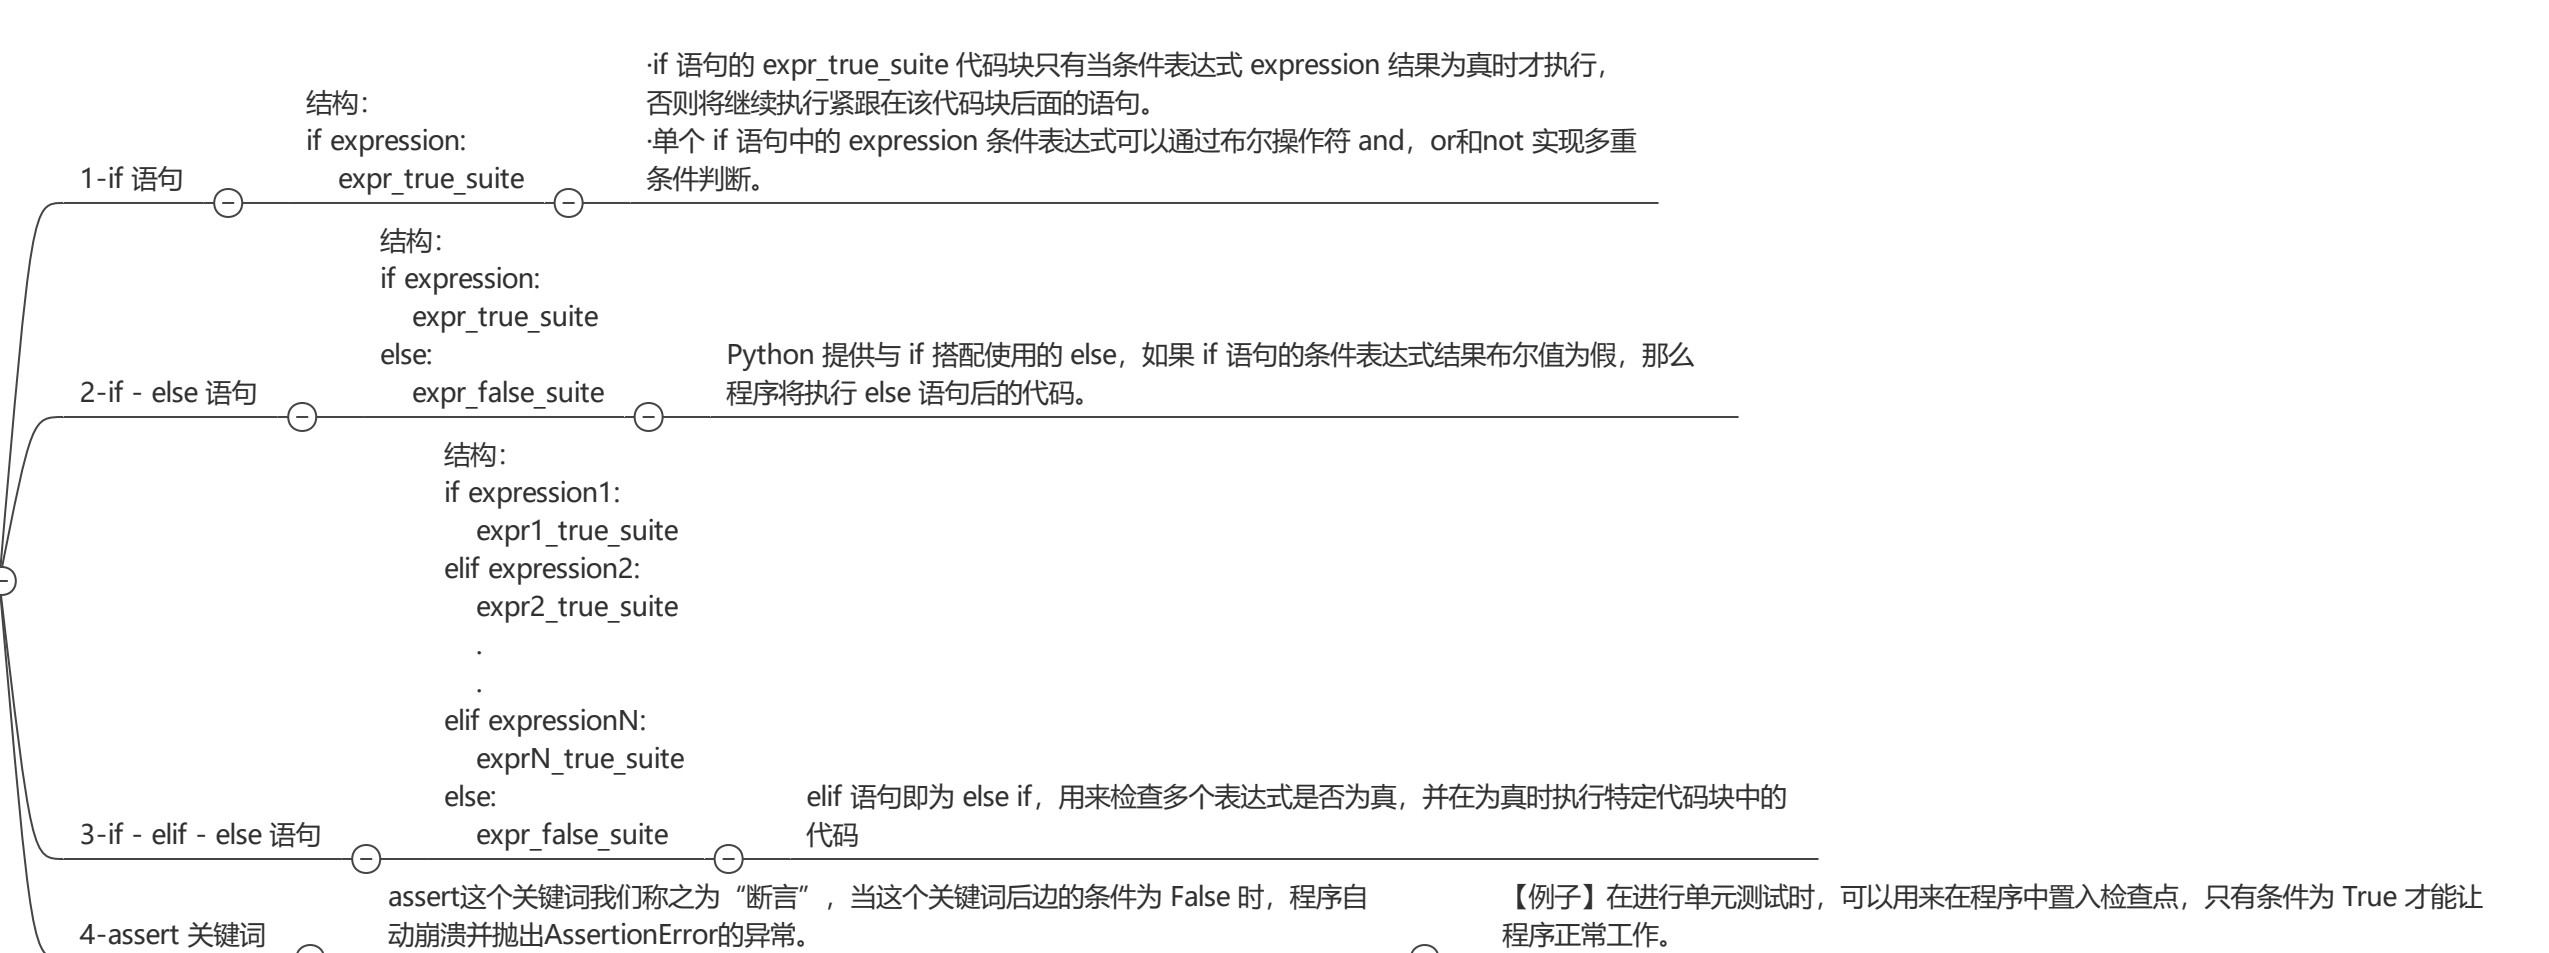 1-if 语句
结构：
if expression:
    expr_true_suite
·if 语句的 expr_true_suite 代码块只有当条件表达式 expression 结果为真时才执行，
否则将继续执行紧跟在该代码块后面的语句。
·单个 if 语句中的 expression 条件表达式可以通过布尔操作符 and，or和not 实现多重
条件判断。
2-if - else 语句
结构：
if expression:
    expr_true_suite
else:
    expr_false_suite
Python 提供与 if 搭配使用的 else，如果 if 语句的条件表达式结果布尔值为假，那么
程序将执行 else 语句后的代码。
3-if - elif - else 语句
结构：
if expression1:
    expr1_true_suite
elif expression2:
    expr2_true_suite
    .
    .
elif expressionN:
    exprN_true_suite
else:
    expr_false_suite
elif 语句即为 else if，用来检查多个表达式是否为真，并在为真时执行特定代码块中的
代码
4-assert 关键词
assert这个关键词我们称之为“断言”，当这个关键词后边的条件为 False 时，程序自
动崩溃并抛出AssertionError的异常。
【例子】在进行单元测试时，可以用来在程序中置入检查点，只有条件为 True 才能让
程序正常工作。